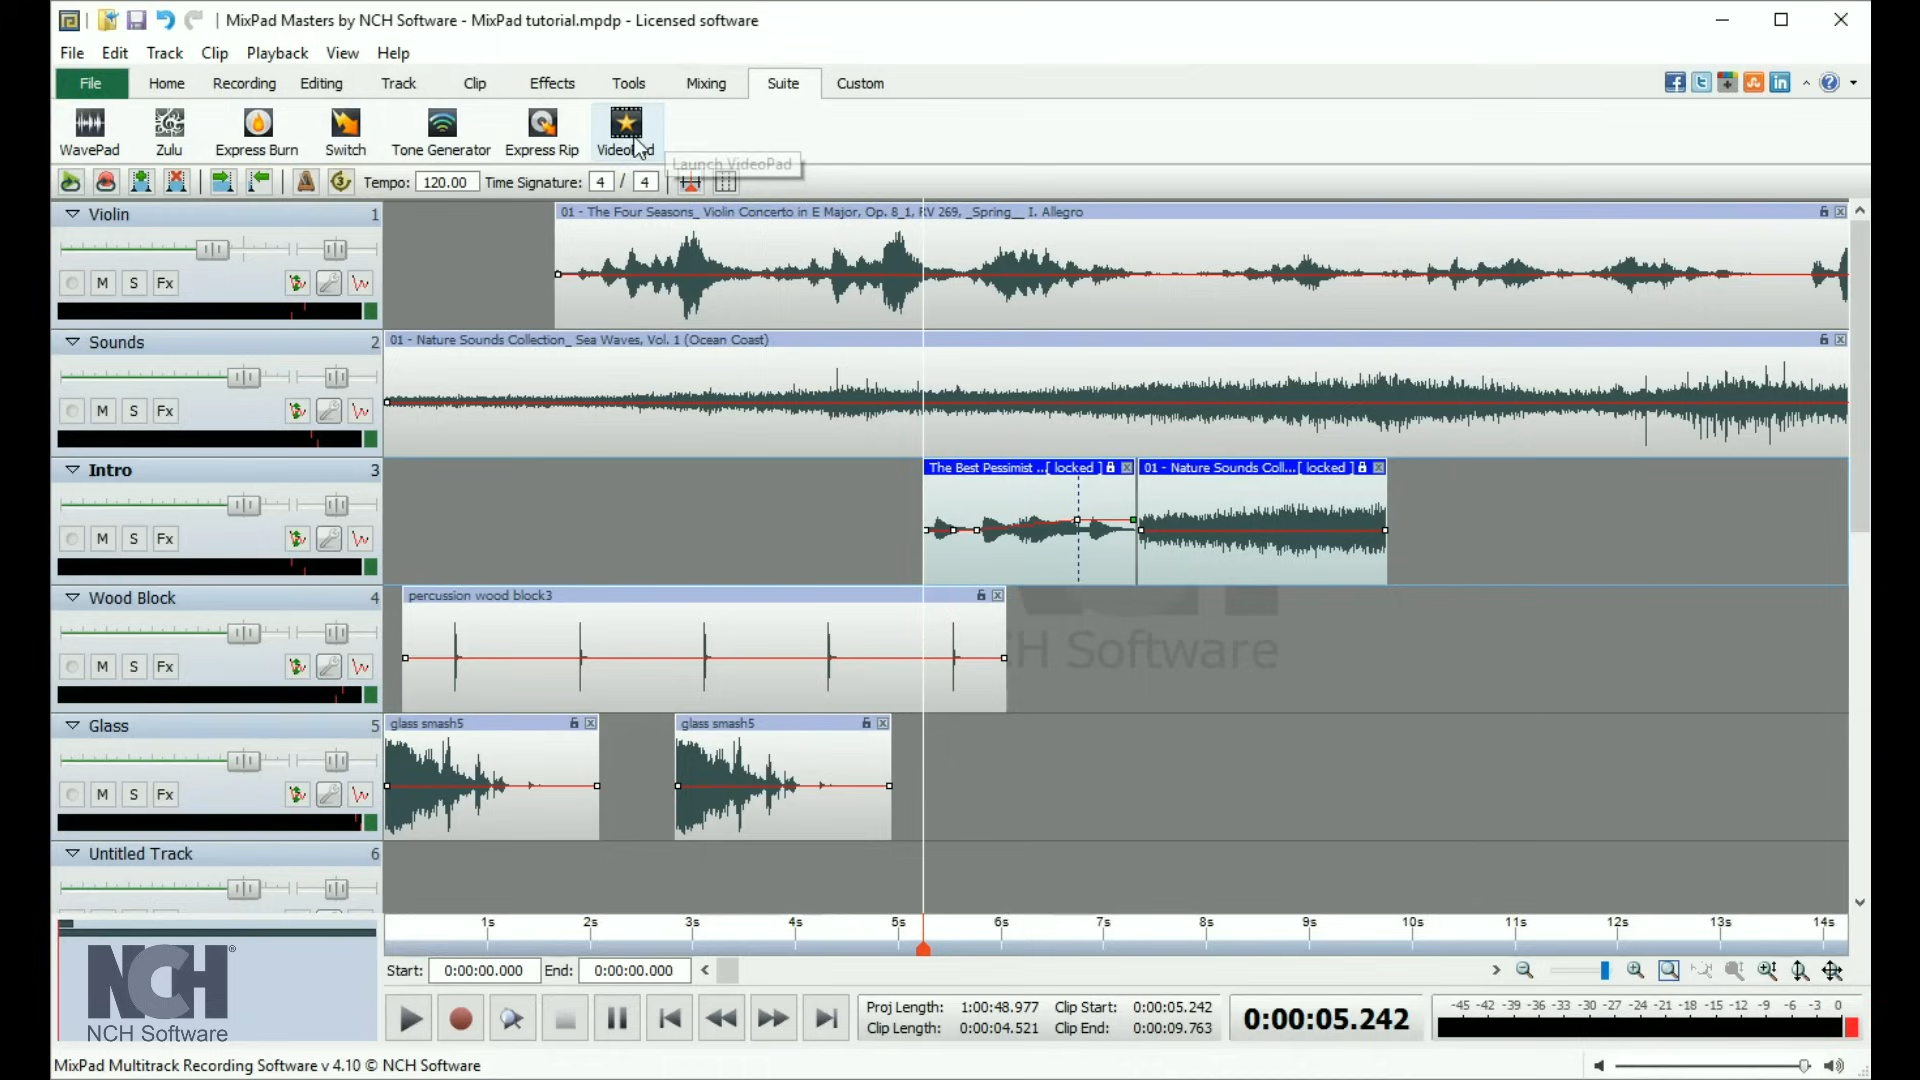 MixPad Masters by NCH Software - MixPad tutorial.mpdp - Licensed software
File Edit Track Clip Playback View Help
File Home Recording Editing Track Clip Effects Tools Mixing Suite Custom
WavePad Zulu Express Burn Switch Tone Generator Express Rip
Launch VideoPad
Tempo: 120.00 Time Signature: 4 / 4
Violin 1
01 - The Four Seasons_ Violin Concerto in E Major, Op. 8_1, RV 269, _Spring__ I. Allegro
M S Fx
Sounds 2
01 - Nature Sounds Collection_ Sea Waves, Vol. 1 (Ocean Coast)
M S Fx
Intro 3
The Best Pessimist ...[ locked ]
01 - Nature Sounds Coll...[ locked ]
M S Fx
Wood Block 4
percussion wood block3
M S Fx
Software
Glass 5
glass smash5
glass smash5
M S Fx
Untitled Track 6
1s 2s 3s 4s 5s 6s 7s 8s 9s 10s 11s 12s 13s 14s
Start: 0:00:00.000 End: 0:00:00.000
NCH®
NCH Software
Proj Length: 1:00:48.977 Clip Start: 0:00:05.242
Clip Length: 0:00:04.521 Clip End: 0:00:09.763
0:00:05.242
-45 -42 -39 -36 -33 -30 -27 -24 -21 -18 -15 -12 -9 -6 -3 0
MixPad Multitrack Recording Software v 4.10 © NCH Software